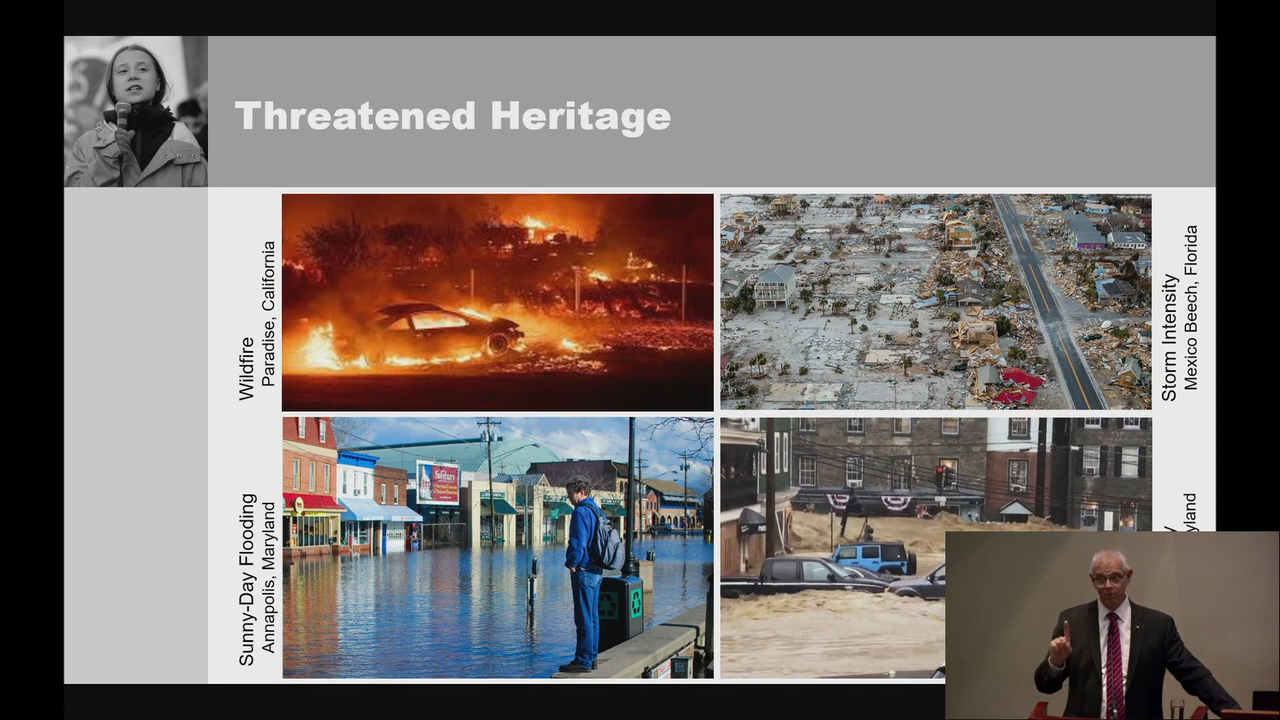 Threatened Heritage
Wildfire
Paradise, California
Storm Intensity
Mexico Beech, Florida
Sunny-Day Flooding
Annapolis, Maryland